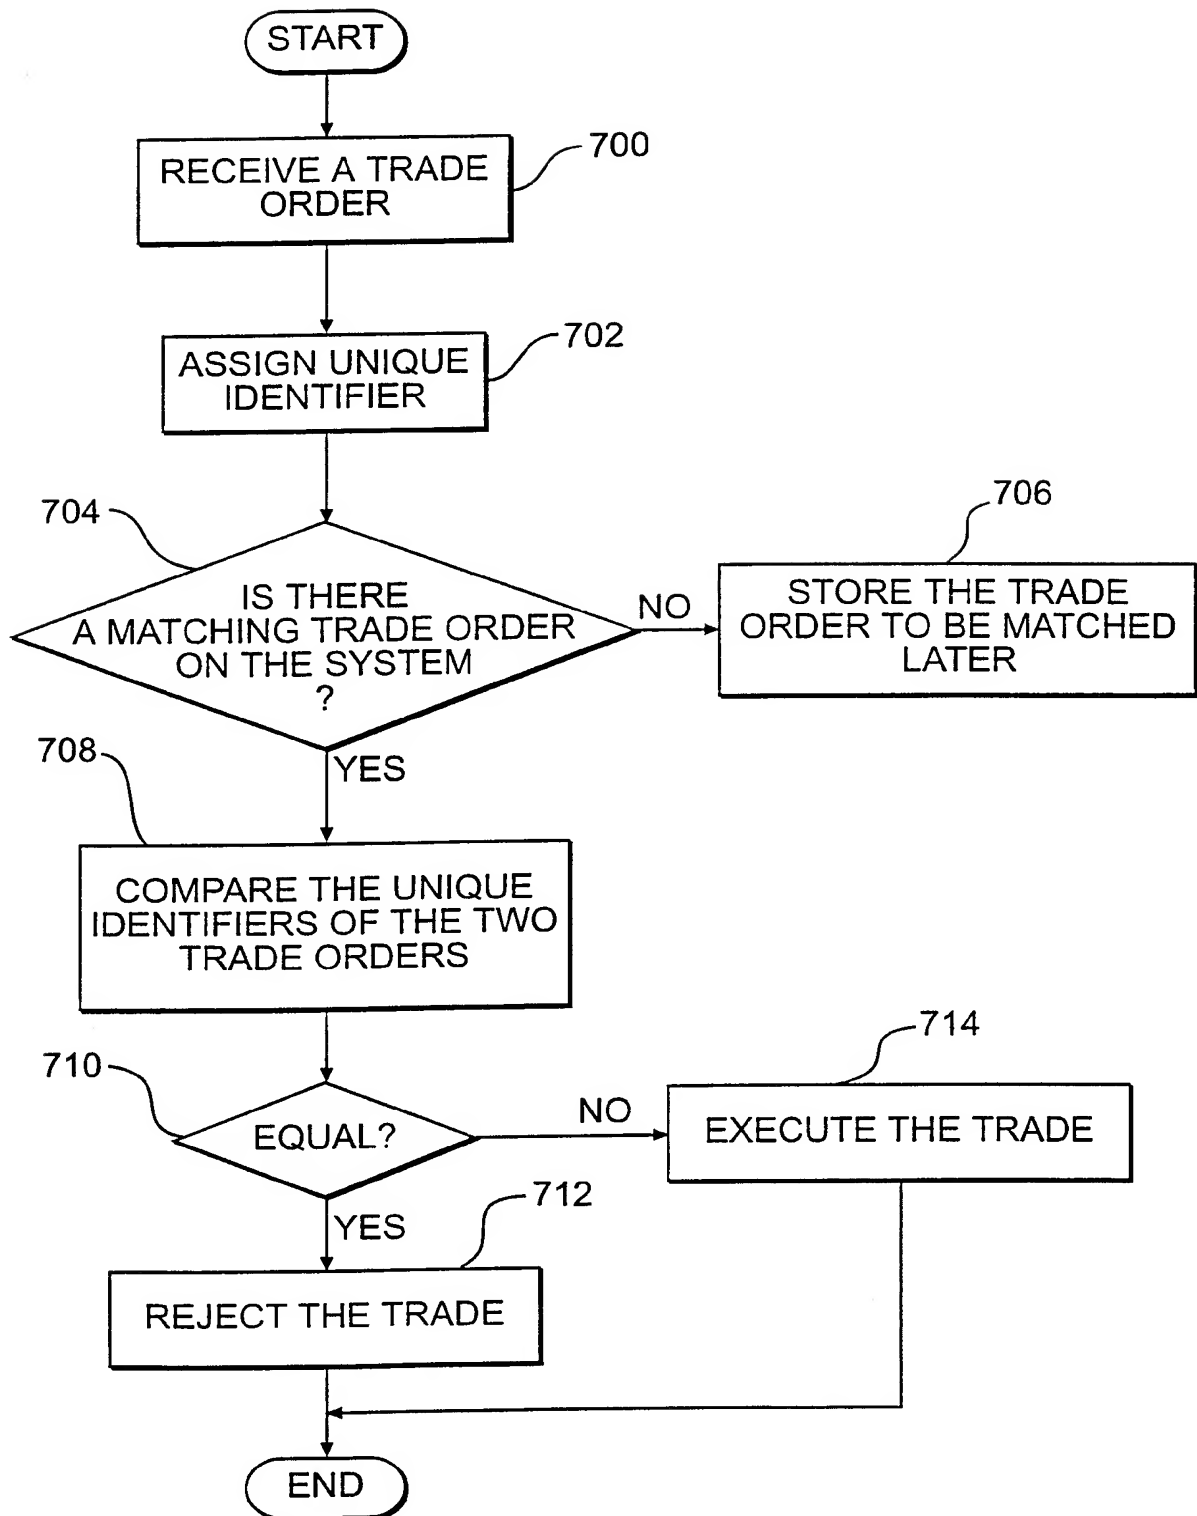 START
700
RECEIVE A TRADE
ORDER
702
ASSIGN UNIQUE
IDENTIFIER
704
IS THERE
A MATCHING TRADE ORDER
ON THE SYSTEM
?
NO
706
STORE THE TRADE
ORDER TO BE MATCHED
LATER
YES
708
COMPARE THE UNIQUE
IDENTIFIERS OF THE TWO
TRADE ORDERS
710
EQUAL?
NO
714
EXECUTE THE TRADE
YES
712
REJECT THE TRADE
END